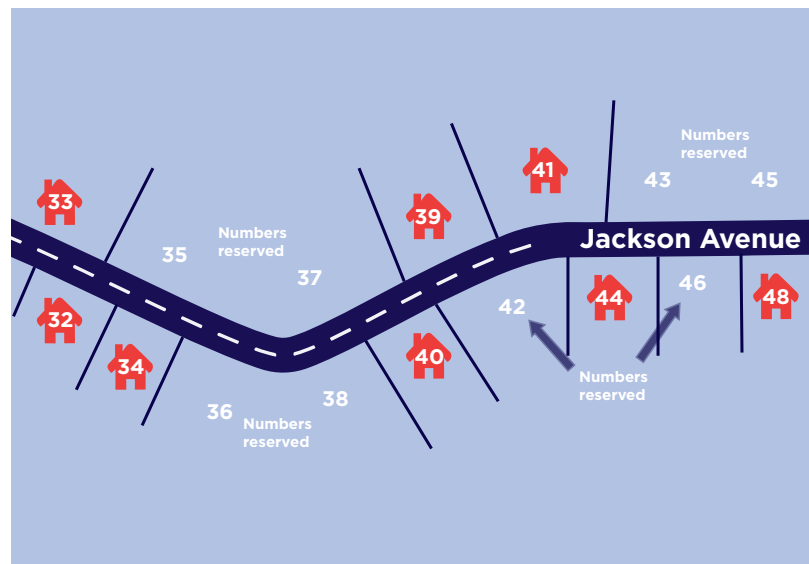 41
Numbers
reserved
43
45
33
39
Numbers
reserved
35
37
Jackson Avenue
32
34
42
44
46
48
40
36
38
Numbers
reserved
Numbers
reserved